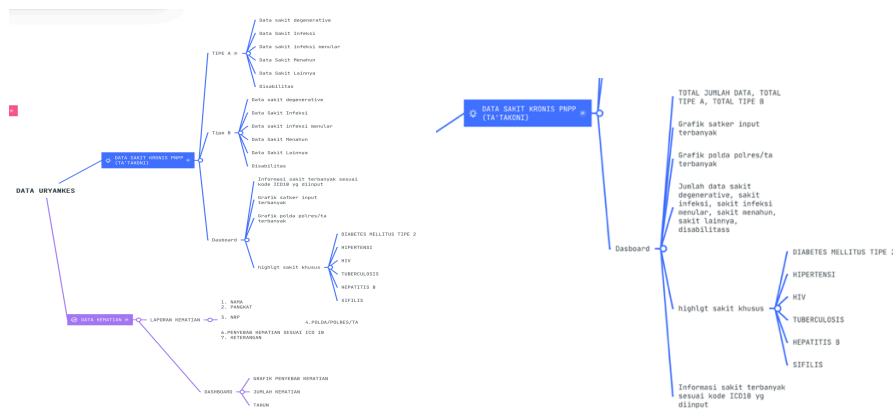 Data sakit degenerative
Data Sakit Infeksi
Data sakit infeksi menular
Data Sakit Menahun
Data Sakit Lainnya
Disabilitas
TIPE A
Data sakit degenerative
Data Sakit Infeksi
Data sakit infeksi menular
Data Sakit Menahun
Data Sakit Lainnya
Disabilitas
Tipe B
DATA SAKIT KRONIS PNPP
(TA'TAKONI)
DATA URYANKES
Informasi sakit terbanyak sesuai
kode ICD10 yg diinput
Grafik satker input
terbanyak
Grafik polda polres/ta
terbanyak
Dasboard
highlgt sakit khusus
DIABETES MELLITUS TIPE 2
HIPERTENSI
HIV
TUBERCULOSIS
HEPATITIS B
SIFILIS
DATA KEMATIAN
LAPORAN KEMATIAN
1. NAMA
2. PANGKAT
3. NRP
4.POLDA/POLRES/TA
6.PENYEBAB KEMATIAN SESUAI ICD 10
7. KETERANGAN
DASHBOARD
GRAFIK PENYEBAB KEMATIAN
JUMLAH KEMATIAN
TAHUN
DATA SAKIT KRONIS PNPP
(TA'TAKONI)
TOTAL JUMLAH DATA, TOTAL
TIPE A, TOTAL TIPE B
Grafik satker input
terbanyak
Grafik polda polres/ta
terbanyak
Jumlah data sakit
degenerative, sakit
infeksi, sakit infeksi
menular, sakit menahun,
sakit lainnya,
disabilitass
Dasboard
highlgt sakit khusus
DIABETES MELLITUS TIPE 2
HIPERTENSI
HIV
TUBERCULOSIS
HEPATITIS B
SIFILIS
Informasi sakit terbanyak
sesuai kode ICD10 yg
diinput